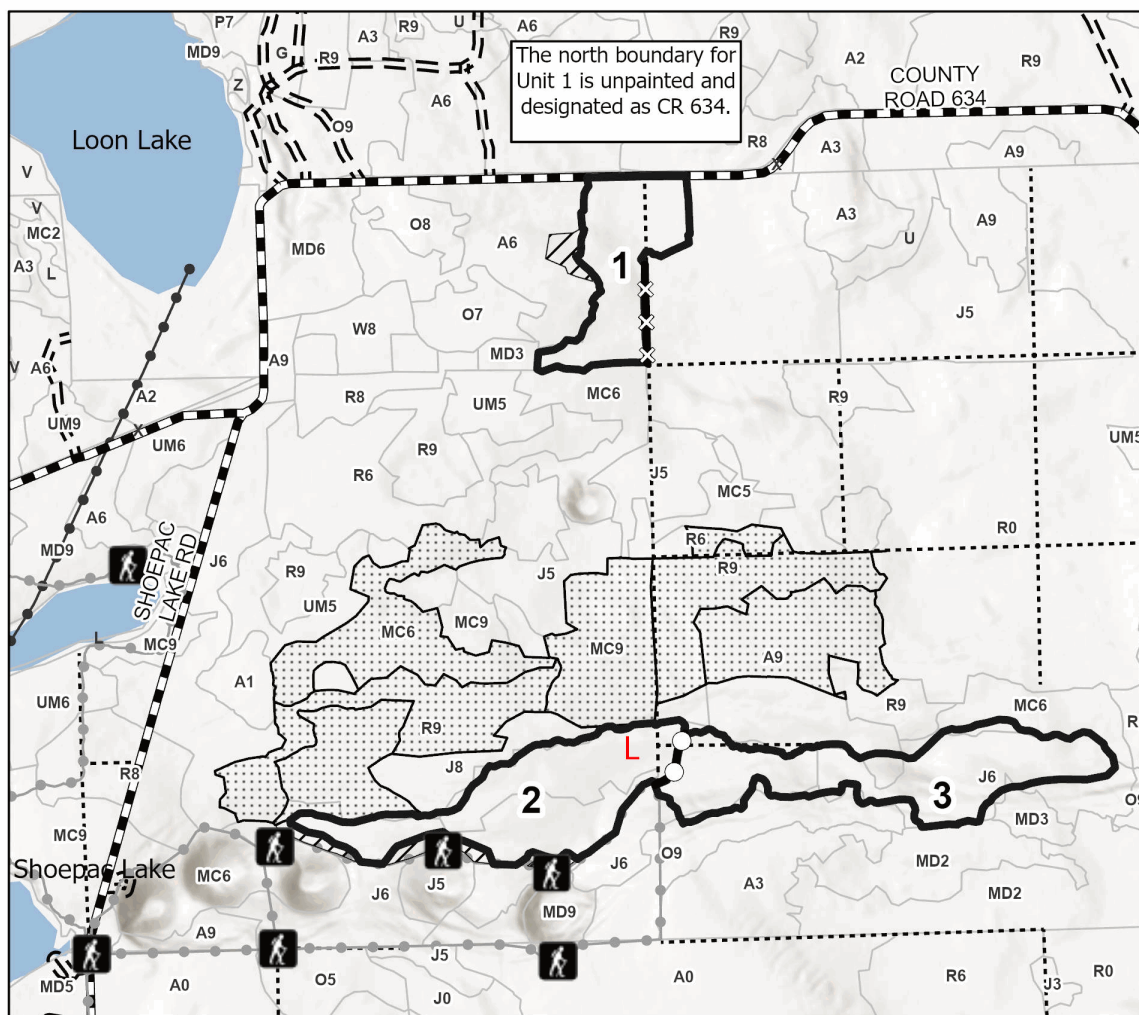 P7
R9
A3
R9
U
A6
R9
MD9
G
R9
A2
R9
Z
A6
The north boundary for
Unit 1 is unpainted and
designated as CR 634.
COUNTY
ROAD 634
O9
Loon Lake
R8
A3
A9
V
V
MC2
A3
L
MD6
O8
A6
A3
U
A9
1
O7
W8
J5
MD3
A9
V
A6
A2
R8
UM5
MC6
R9
UM9
UM6
R9
UM5
R6
J5
MC5
A6
R0
MD9
SHOEPAC
LAKE RD
J6
R6
R9
R9
J5
UM5
MC6
MC9
L
MC9
MC9
A9
A1
UM6
R9
R9
MC6
L
R
J8
R8
J6
2
3
MC9
O9
MD3
Shoepac Lake
MC6
J6
J5
J6
O9
MD2
A3
MD2
MD9
A9
J5
MD5
A0
O5
J0
A0
R6
J3
R0